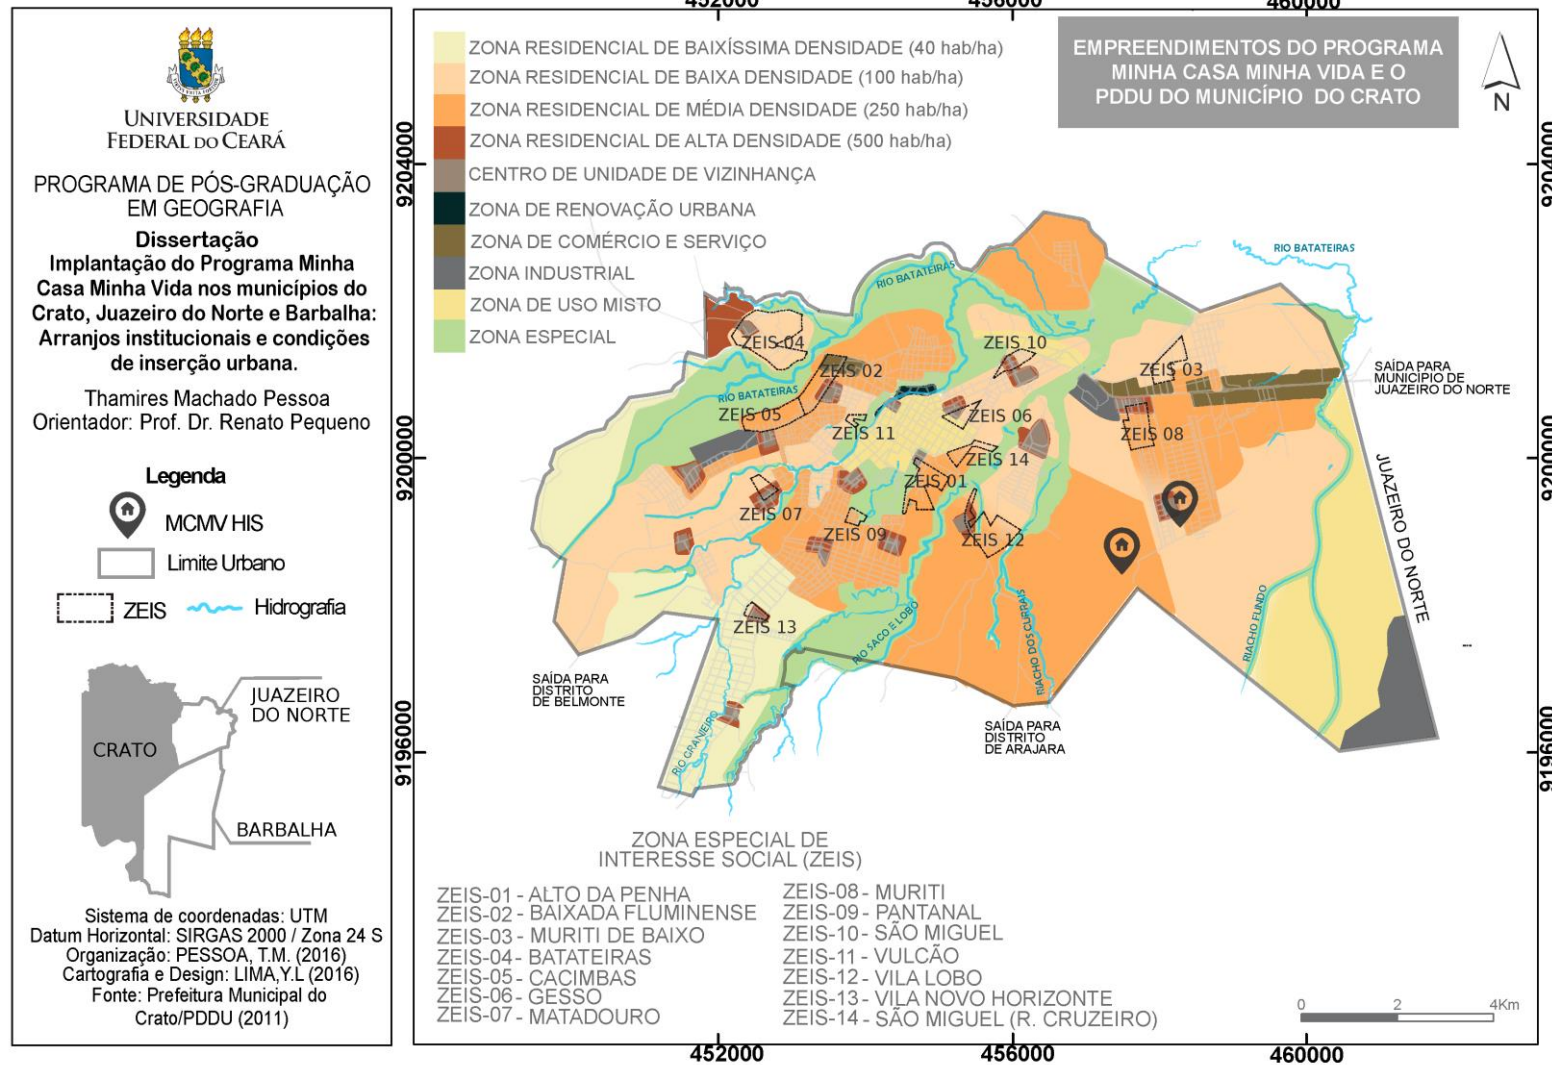 UNIVERSIDADE
FEDERAL DO CEARÁ
PROGRAMA DE PÓS-GRADUAÇÃO
EM GEOGRAFIA
Dissertação
Implantação do Programa Minha
Casa Minha Vida nos municípios do
Crato, Juazeiro do Norte e Barbalha:
Arranjos institucionais e condições
de inserção urbana.
Thamires Machado Pessoa
Orientador: Prof. Dr. Renato Pequeno
Legenda
MCMV HIS
Limite Urbano
ZEIS
Hidrografia
JUAZEIRO
DO NORTE
CRATO
BARBALHA
Sistema de coordenadas: UTM
Datum Horizontal: SIRGAS 2000 / Zona 24 S
Organização: PESSOA, T.M. (2016)
Cartografia e Design: LIMA,Y.L (2016)
Fonte: Prefeitura Municipal do
Crato/PDDU (2011)
452000
456000
460000
ZONA RESIDENCIAL DE BAIXÍSSIMA DENSIDADE (40 hab/ha)
ZONA RESIDENCIAL DE BAIXA DENSIDADE (100 hab/ha)
ZONA RESIDENCIAL DE MÉDIA DENSIDADE (250 hab/ha)
ZONA RESIDENCIAL DE ALTA DENSIDADE (500 hab/ha)
CENTRO DE UNIDADE DE VIZINHANÇA
ZONA DE RENOVAÇÃO URBANA
ZONA DE COMÉRCIO E SERVIÇO
ZONA INDUSTRIAL
ZONA DE USO MISTO
ZONA ESPECIAL
EMPREENDIMENTOS DO PROGRAMA
MINHA CASA MINHA VIDA E O
PDDU DO MUNICÍPIO DO CRATO
N
9204000
9204000
9200000
9200000
9196000
9196000
RIO BATATEIRAS
RIO BATATEIRAS
RIO BATATEIRAS
ZEIS 04
ZEIS 10
ZEIS 02
ZEIS 03
ZEIS 05
ZEIS 06
ZEIS 11
ZEIS 08
ZEIS 14
ZEIS 01
ZEIS 07
ZEIS 09
ZEIS 12
ZEIS 13
SAÍDA PARA
MUNICÍPIO DE
JUAZEIRO DO NORTE
JUAZEIRO DO NORTE
RIACHO FUNDO
RIACHO DOS CURRAIS
RIO SACO E LOBO
RIO GRANJEIRO
SAÍDA PARA
DISTRITO
DE BELMONTE
SAÍDA PARA
DISTRITO
DE ARAJARA
ZONA ESPECIAL DE
INTERESSE SOCIAL (ZEIS)
ZEIS-01 - ALTO DA PENHA
ZEIS-02 - BAIXADA FLUMINENSE
ZEIS-03 - MURITI DE BAIXO
ZEIS-04 - BATATEIRAS
ZEIS-05 - CACIMBAS
ZEIS-06 - GESSO
ZEIS-07 - MATADOURO
ZEIS-08 - MURITI
ZEIS-09 - PANTANAL
ZEIS-10 - SÃO MIGUEL
ZEIS-11 - VULCÃO
ZEIS-12 - VILA LOBO
ZEIS-13 - VILA NOVO HORIZONTE
ZEIS-14 - SÃO MIGUEL (R. CRUZEIRO)
0 2 4Km
452000
456000
460000